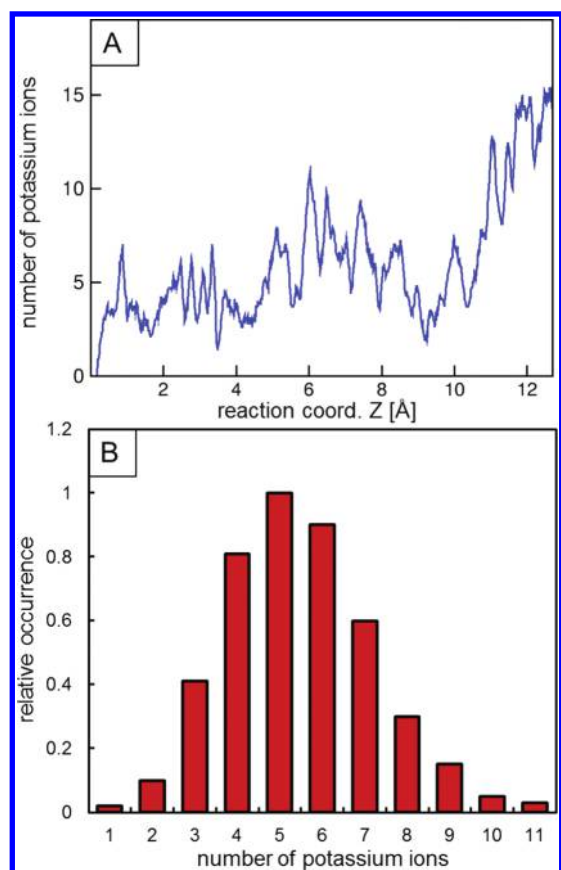 A
number of potassium ions
15
10
5
0
2 4 6 8 10 12
reaction coord. Z [Å]
B
relative occurrence
1.2
1
0.8
0.6
0.4
0.2
0
1 2 3 4 5 6 7 8 9 10 11
number of potassium ions